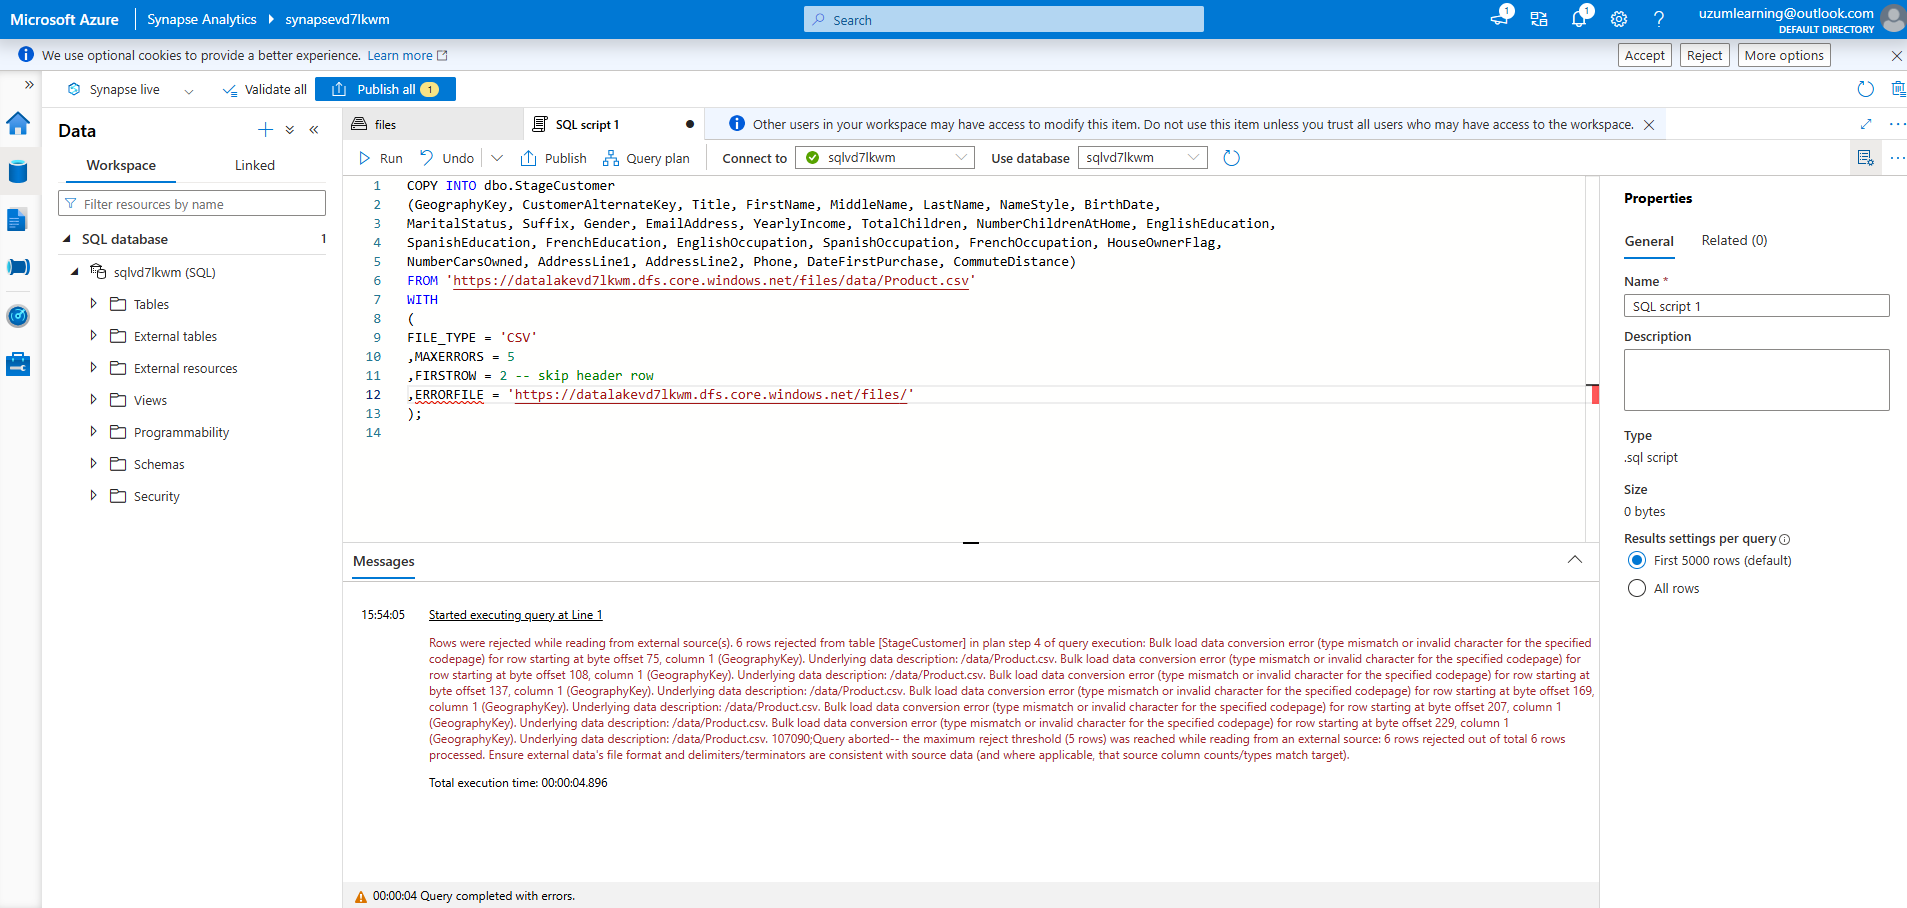 Microsoft Azure
Synapse Analytics
synapsevd7lkwm
Search
1
1
uzumlearning@outlook.com
DEFAULT DIRECTORY
We use optional cookies to provide a better experience. Learn more
Accept
Reject
More options
Synapse live
Validate all
Publish all 1
Data
Workspace
Linked
Filter resources by name
SQL database 1
sqlvd7lkwm (SQL)
Tables
External tables
External resources
Views
Programmability
Schemas
Security
files
SQL script 1
Other users in your workspace may have access to modify this item. Do not use this item unless you trust all users who may have access to the workspace.
Run
Undo
Publish
Query plan
Connect to
sqlvd7lkwm
Use database
sqlvd7lkwm
1 COPY INTO dbo.StageCustomer
2 (GeographyKey, CustomerAlternateKey, Title, FirstName, MiddleName, LastName, NameStyle, BirthDate,
3 MaritalStatus, Suffix, Gender, EmailAddress, YearlyIncome, TotalChildren, NumberChildrenAtHome, EnglishEducation,
4 SpanishEducation, FrenchEducation, EnglishOccupation, SpanishOccupation, FrenchOccupation, HouseOwnerFlag,
5 NumberCarsOwned, AddressLine1, AddressLine2, Phone, DateFirstPurchase, CommuteDistance)
6 FROM 'https://datalakevd7lkwm.dfs.core.windows.net/files/data/Product.csv'
7 WITH
8 (
9 FILE_TYPE = 'CSV'
10 ,MAXERRORS = 5
11 ,FIRSTROW = 2 -- skip header row
12 ,ERRORFILE = 'https://datalakevd7lkwm.dfs.core.windows.net/files/'
13 );
14
Messages
15:54:05 Started executing query at Line 1
Rows were rejected while reading from external source(s). 6 rows rejected from table [StageCustomer] in plan step 4 of query execution: Bulk load data conversion error (type mismatch or invalid character for the specified
codepage) for row starting at byte offset 75, column 1 (GeographyKey). Underlying data description: /data/Product.csv. Bulk load data conversion error (type mismatch or invalid character for the specified codepage) for
row starting at byte offset 108, column 1 (GeographyKey). Underlying data description: /data/Product.csv. Bulk load data conversion error (type mismatch or invalid character for the specified codepage) for row starting at
byte offset 137, column 1 (GeographyKey). Underlying data description: /data/Product.csv. Bulk load data conversion error (type mismatch or invalid character for the specified codepage) for row starting at byte offset 169,
column 1 (GeographyKey). Underlying data description: /data/Product.csv. Bulk load data conversion error (type mismatch or invalid character for the specified codepage) for row starting at byte offset 207, column 1
(GeographyKey). Underlying data description: /data/Product.csv. Bulk load data conversion error (type mismatch or invalid character for the specified codepage) for row starting at byte offset 229, column 1
(GeographyKey). Underlying data description: /data/Product.csv. 107090;Query aborted-- the maximum reject threshold (5 rows) was reached while reading from an external source: 6 rows rejected out of total 6 rows
processed. Ensure external data's file format and delimiters/terminators are consistent with source data (and where applicable, that source column counts/types match target).
Total execution time: 00:00:04.896
00:00:04 Query completed with errors.
Properties
General
Related (0)
Name *
SQL script 1
Description
Type
.sql script
Size
0 bytes
Results settings per query
First 5000 rows (default)
All rows